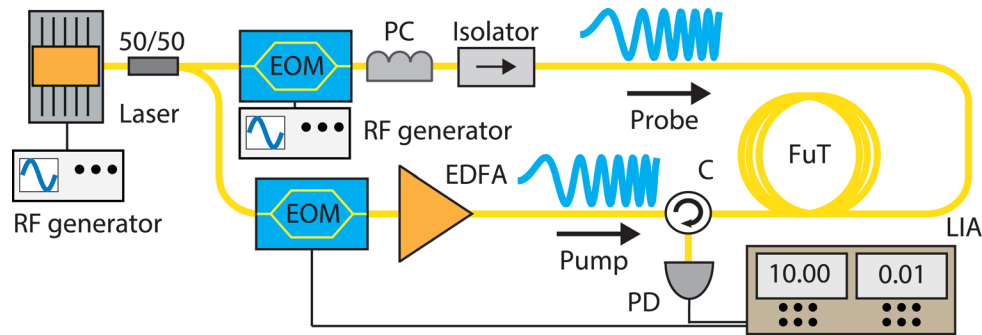 50/50
EOM
PC
Isolator
Laser
RF generator
Probe
FuT
RF generator
EOM
EDFA
C
Pump
PD
LIA
10.00
0.01